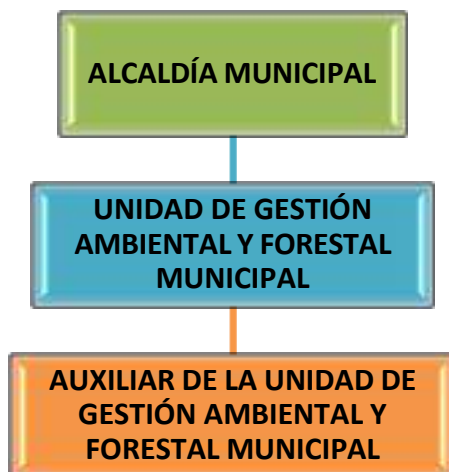 ALCALDÍA MUNICIPAL
UNIDAD DE GESTIÓN
AMBIENTAL Y FORESTAL
MUNICIPAL
AUXILIAR DE LA UNIDAD DE
GESTIÓN AMBIENTAL Y
FORESTAL MUNICIPAL